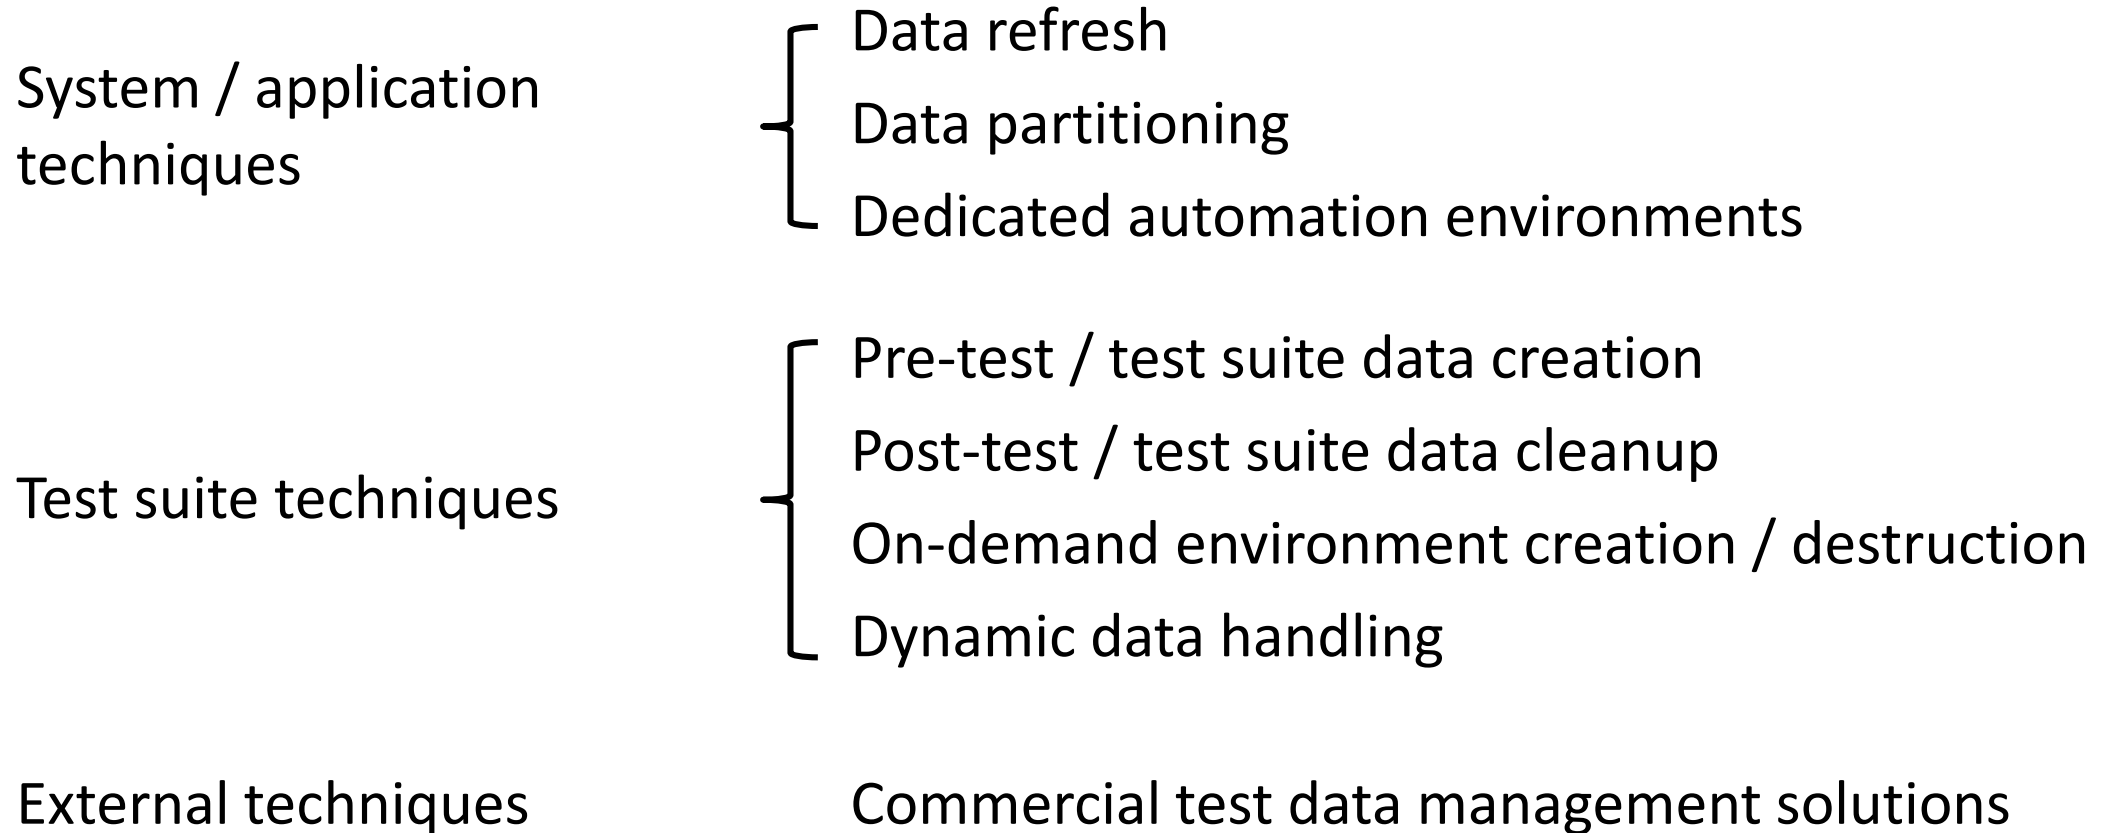 System / application
techniques
Data refresh
Data partitioning
Dedicated automation environments
Test suite techniques
Pre-test / test suite data creation
Post-test / test suite data cleanup
On-demand environment creation / destruction
Dynamic data handling
External techniques
Commercial test data management solutions